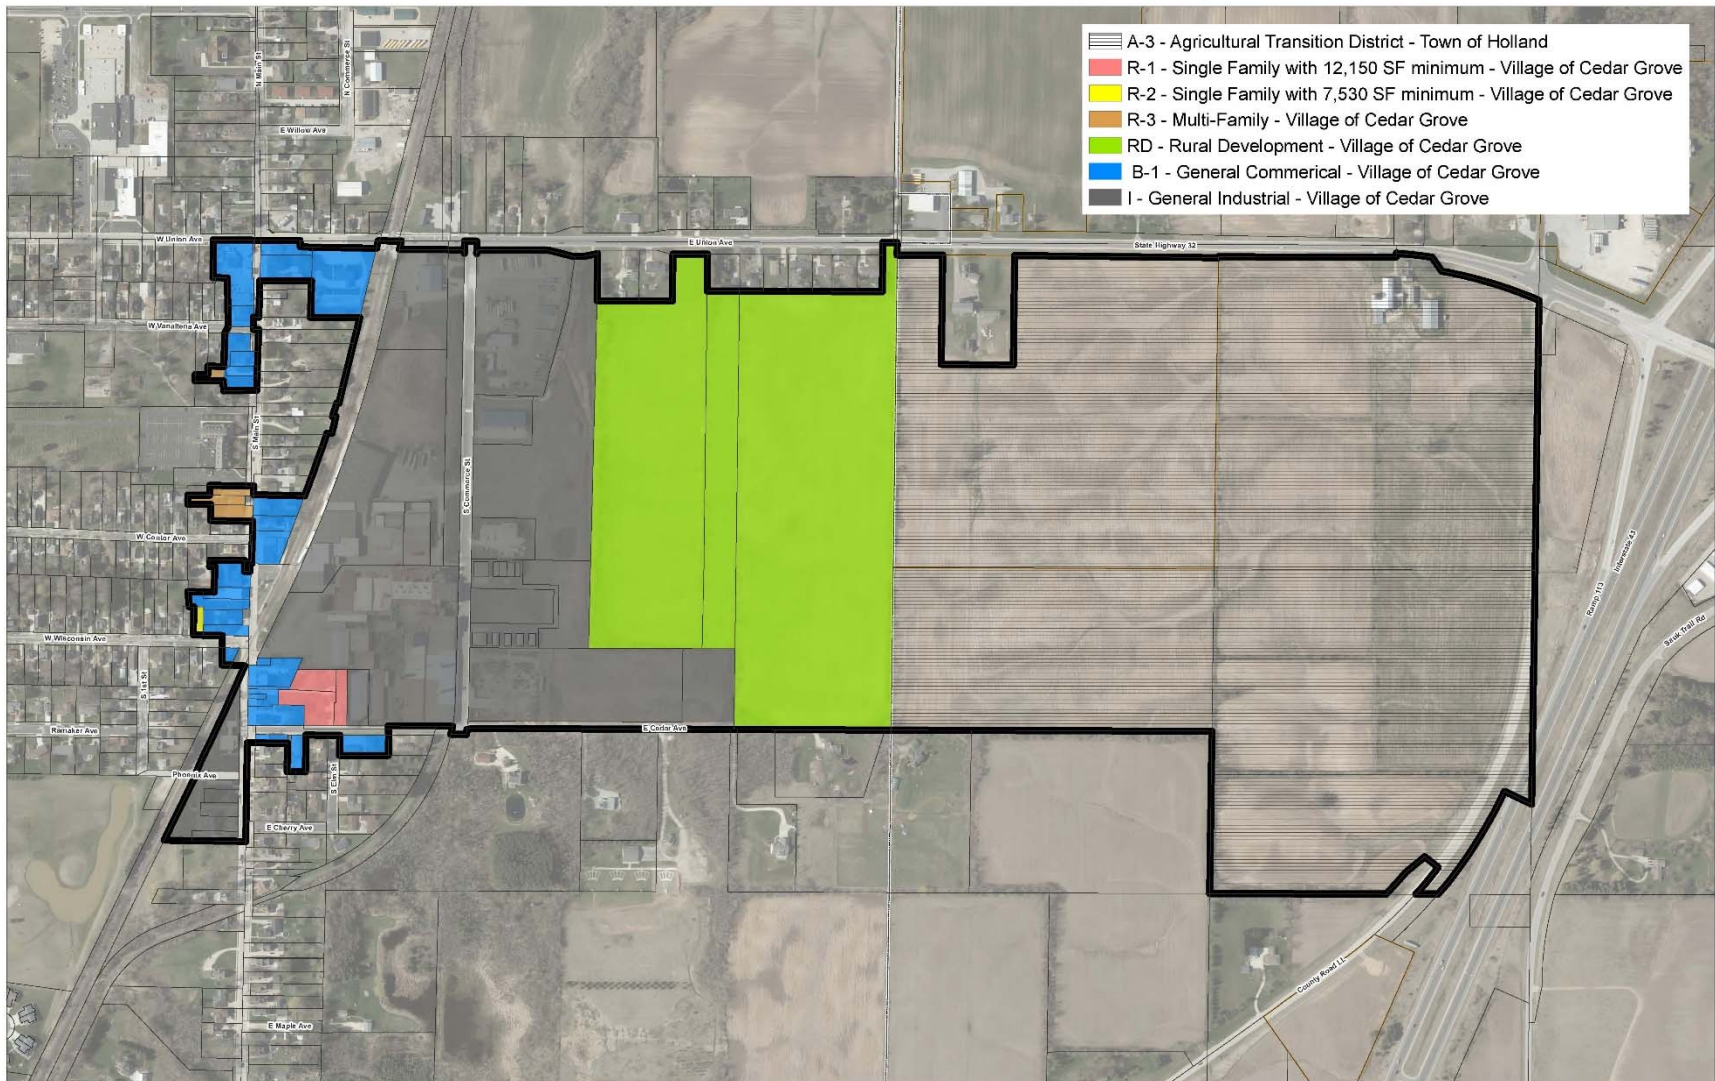 A-3 - Agricultural Transition District - Town of Holland
R-1 - Single Family with 12,150 SF minimum - Village of Cedar Grove
R-2 - Single Family with 7,530 SF minimum - Village of Cedar Grove
R-3 - Multi-Family - Village of Cedar Grove
RD - Rural Development - Village of Cedar Grove
B-1 - General Commerical - Village of Cedar Grove
I - General Industrial - Village of Cedar Grove
N Main St
N Commerce St
E Willow Ave
W Union Ave
E Union Ave
State Highway 32
W Vanaltena Ave
S Main St
S Commerce St
W Coolor Ave
Interstate 43
Ramp 113
Sauk Trail Rd
W Wisconsin Ave
S 1st St
Ramaker Ave
E Cedar Ave
Phoenix Ave
S Elm St
E Cherry Ave
County Road LL
E Maple Ave